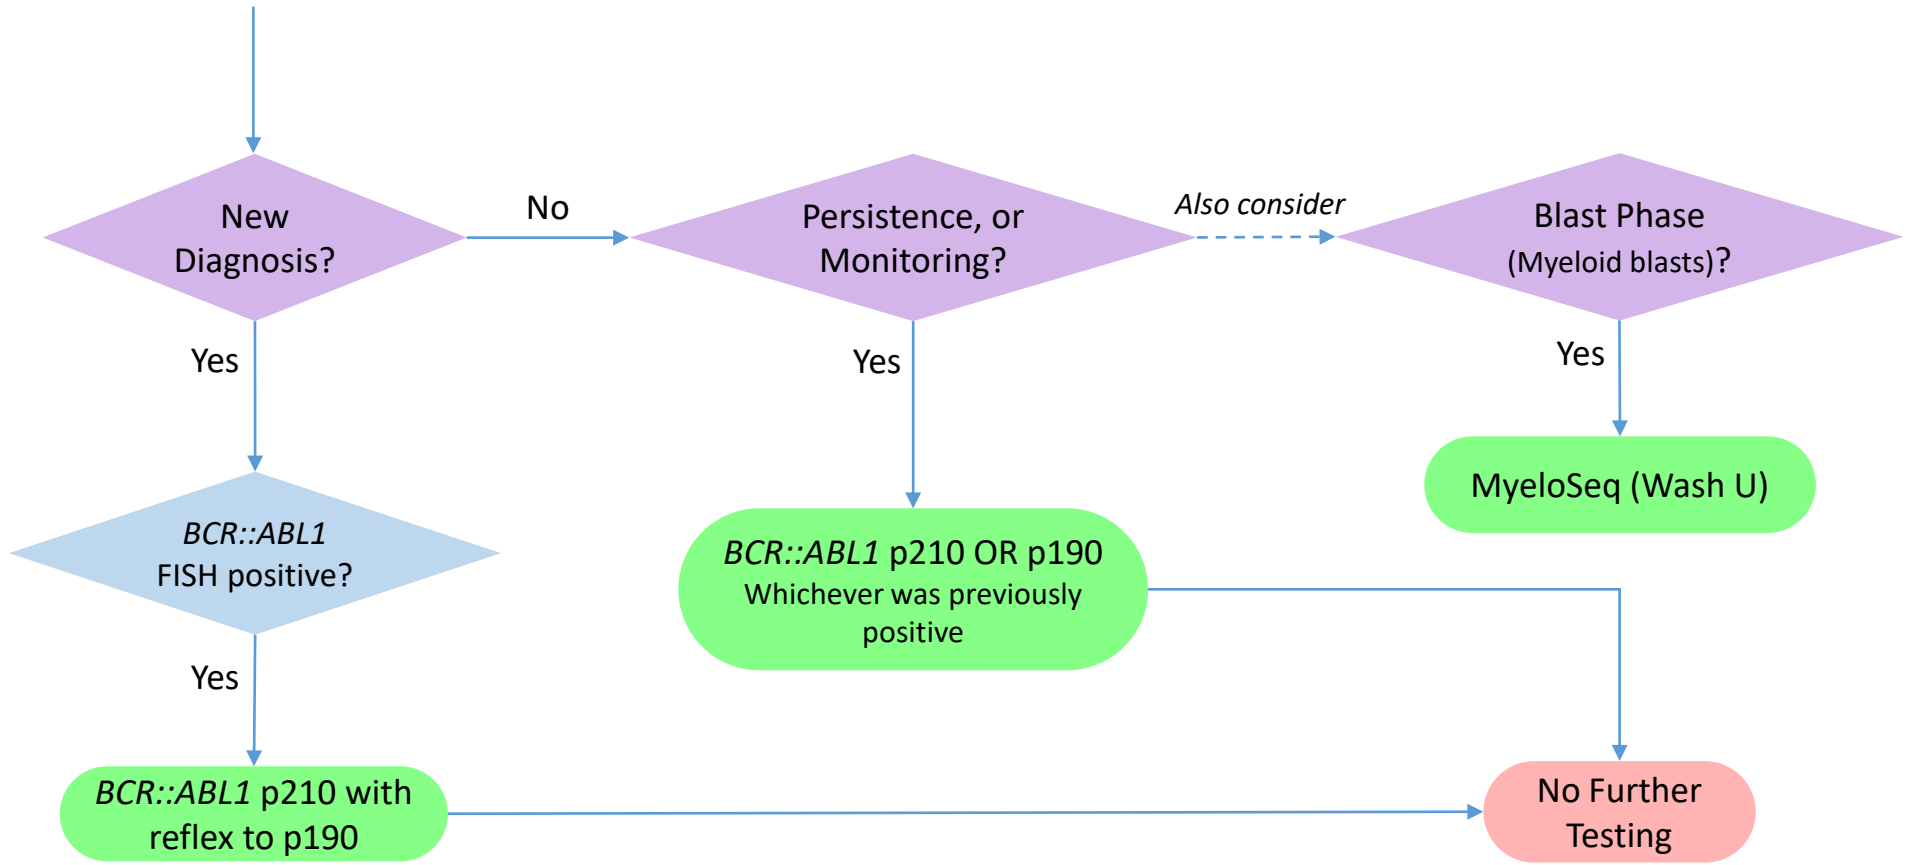 New
Diagnosis?
No
Persistence, or
Monitoring?
Also consider
Blast Phase
(Myeloid blasts)?
Yes
Yes
Yes
BCR::ABL1
FISH positive?
BCR::ABL1 p210 OR p190
Whichever was previously
positive
MyeloSeq (Wash U)
Yes
BCR::ABL1 p210 with
reflex to p190
No Further
Testing